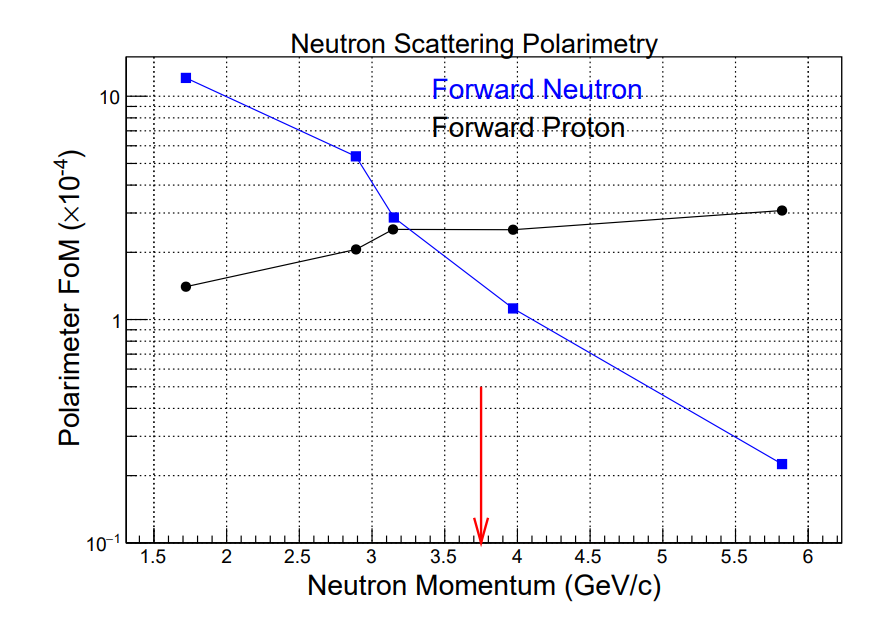 Neutron Scattering Polarimetry
Forward Neutron
Forward Proton
Polarimeter FoM (×10⁻⁴)
10
1
10⁻¹
1.5 2 2.5 3 3.5 4 4.5 5 5.5 6
Neutron Momentum (GeV/c)